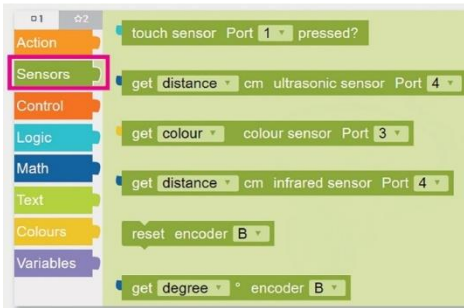 1 2
Action
Sensors
Control
Logic
Math
Text
Colours
Variables
touch sensor Port 1 pressed?
get distance cm ultrasonic sensor Port 4
get colour colour sensor Port 3
get distance cm infrared sensor Port 4
reset encoder B
get degree ° encoder B